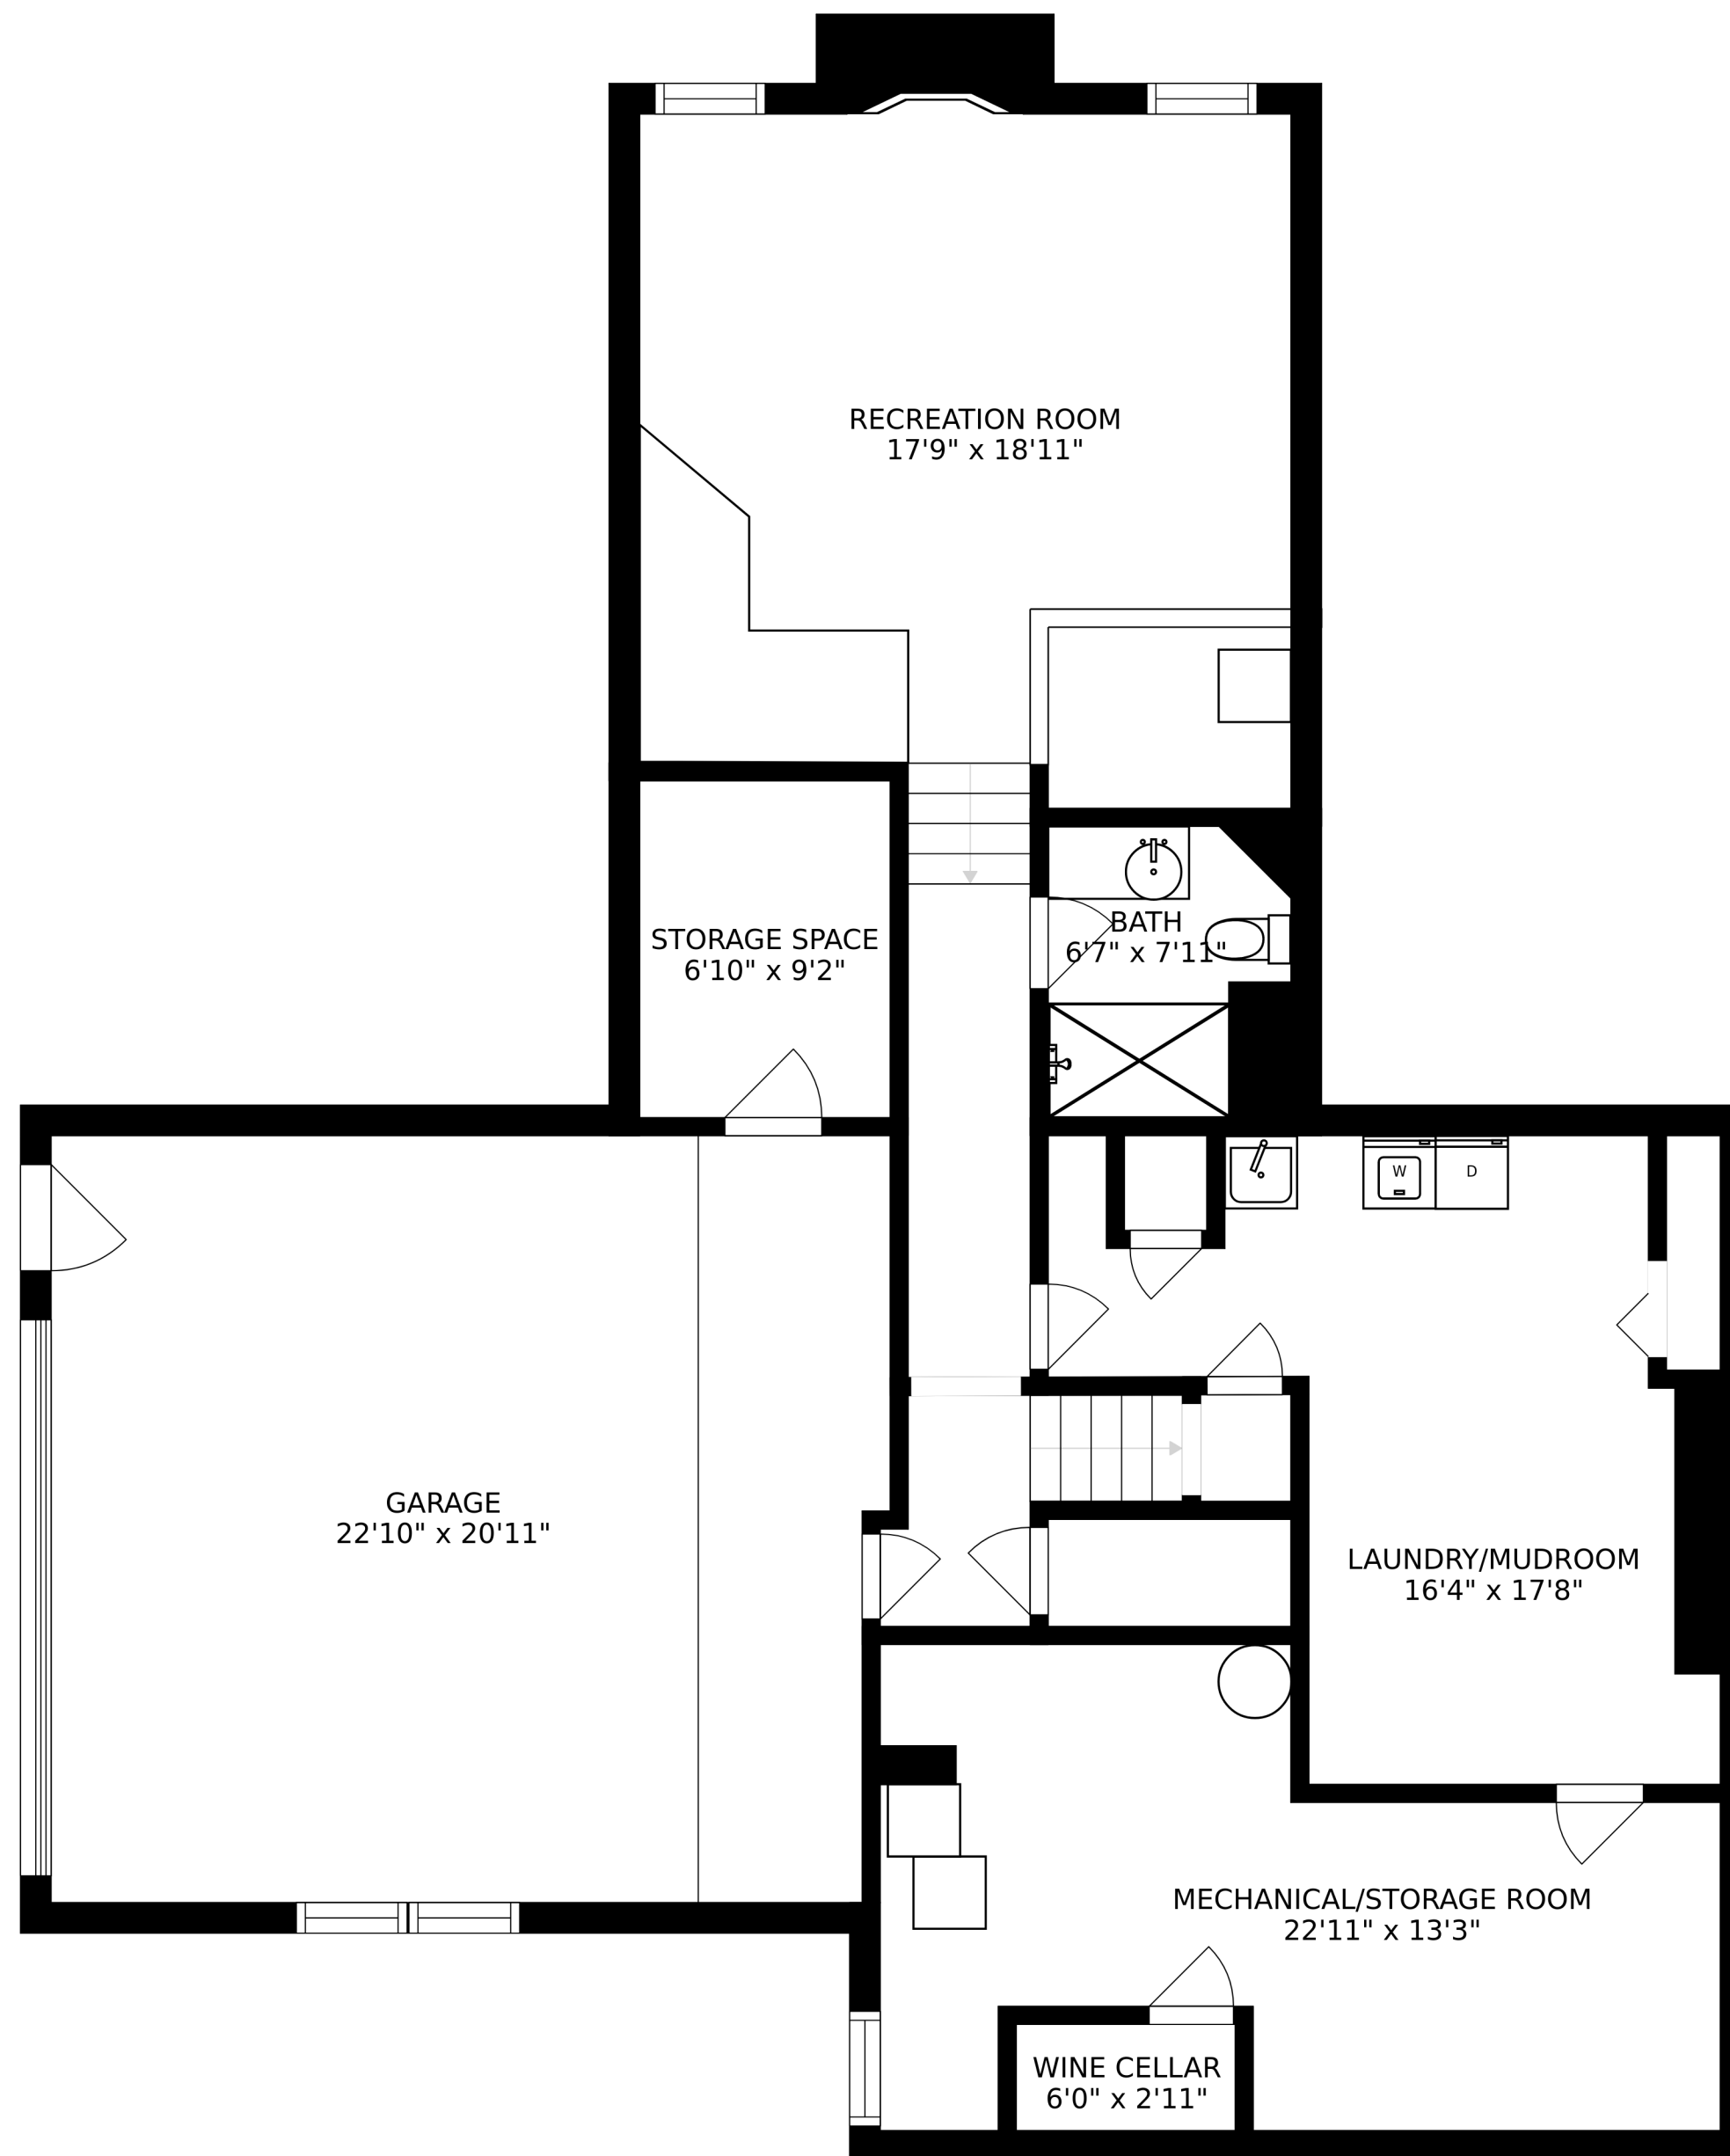 RECREATION ROOM
17'9" x 18'11"
BATH
6'7" x 7'11"
STORAGE SPACE
6'10" x 9'2"
W
D
GARAGE
22'10" x 20'11"
LAUNDRY/MUDROOM
16'4" x 17'8"
MECHANICAL/STORAGE ROOM
22'11" x 13'3"
WINE CELLAR
6'0" x 2'11"